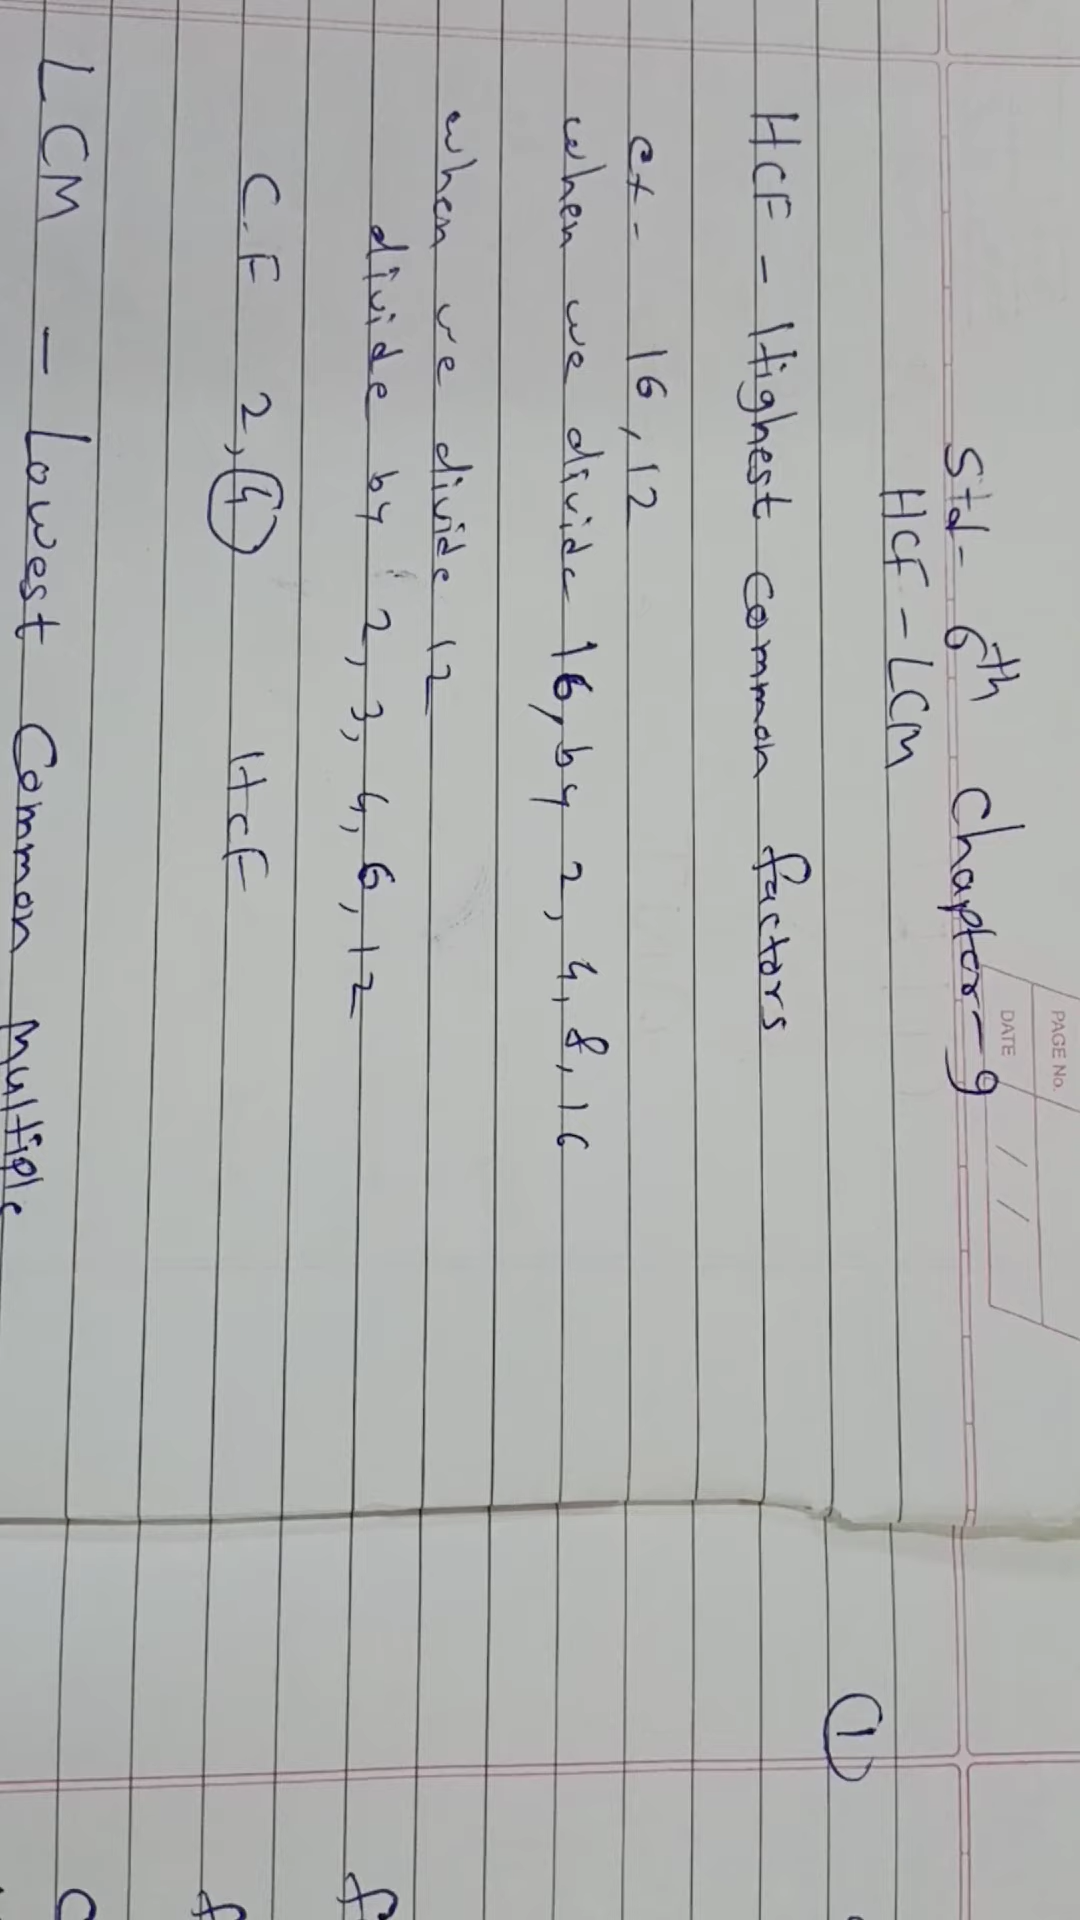 PAGE No.
DATE / /
Std- 6th Chapter-9
HCF-LCM
HCF - Highest Common factors
ex- 16, 12
when we divide 16, by 2, 4, 8, 16
when we divide 12
divide by 2, 3, 4, 6, 12
C.F 2, 4 HCF
LCM - Lowest Common Multiple
1